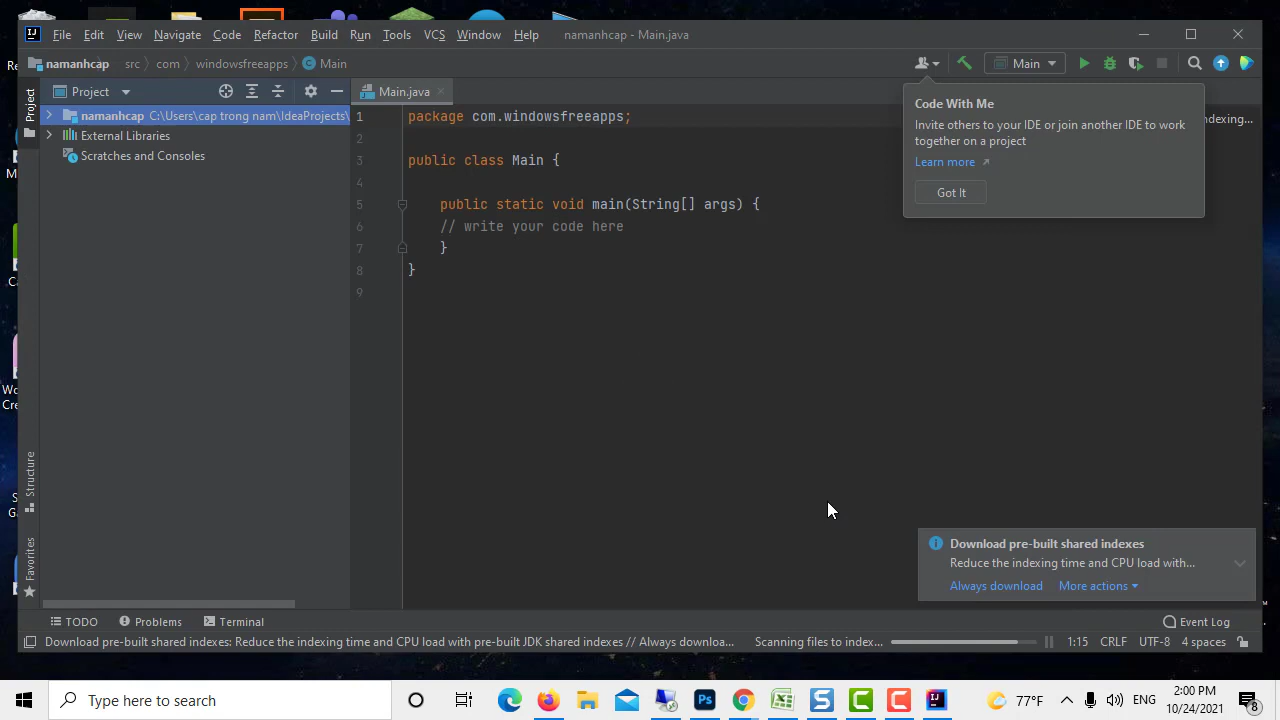 File Edit View Navigate Code Refactor Build Run Tools VCS Window Help namanhcap - Main.java
namanhcap src com windowsfreeapps Main
Main
Project
Main.java
Code With Me
Invite others to your IDE or join another IDE to work
together on a project
Learn more
Got It
ndexing...
Project
namanhcap C:\Users\cap trong nam\IdeaProjects\
External Libraries
Scratches and Consoles
1 package com.windowsfreeapps;
2
3 public class Main {
4
5 public static void main(String[] args) {
6 // write your code here
7 }
8 }
9
Structure
Favorites
Download pre-built shared indexes
Reduce the indexing time and CPU load with...
Always download More actions
TODO Problems Terminal Event Log
Download pre-built shared indexes: Reduce the indexing time and CPU load with pre-built JDK shared indexes // Always downloa... Scanning files to index... 1:15 CRLF UTF-8 4 spaces
Type here to search
77°F ENG
2:00 PM
10/24/2021
8